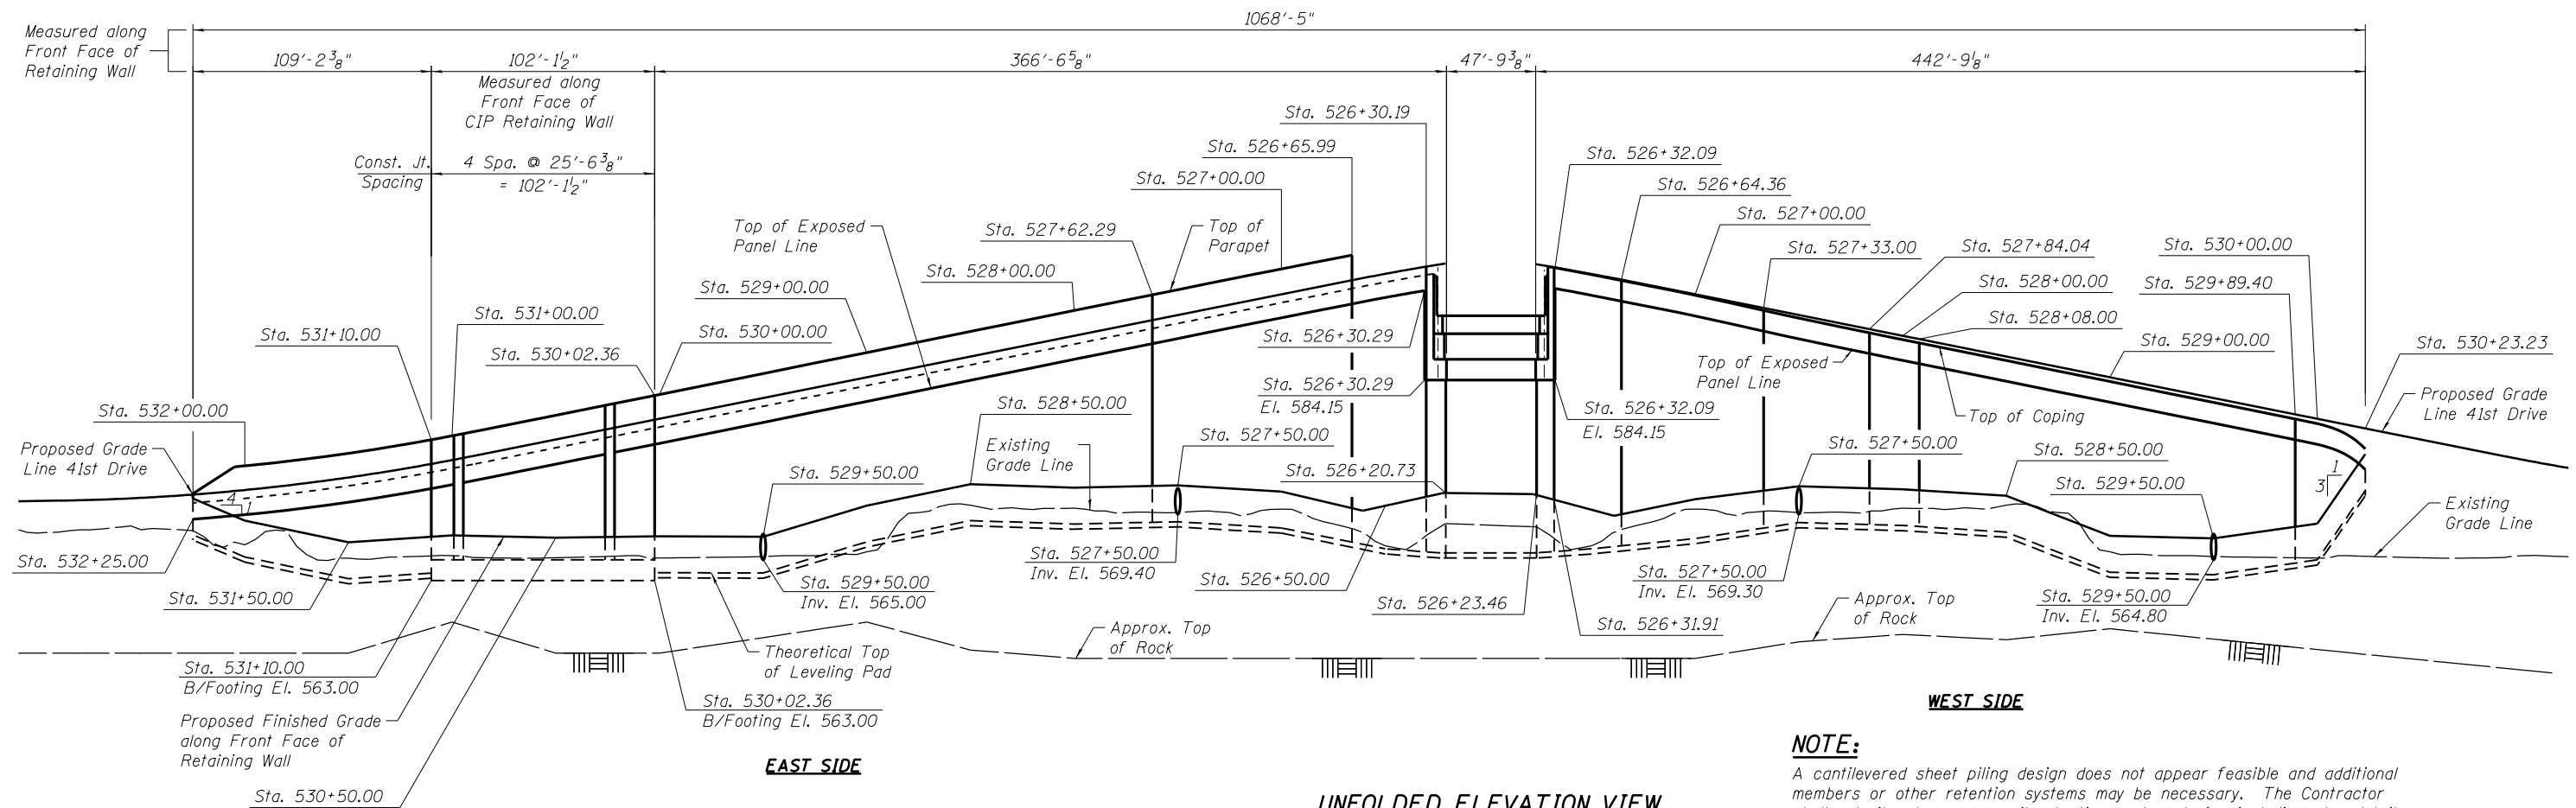 1068'-5"
Measured along
Front Face of
Retaining Wall
109'-2 3/8"
102'-1 1/2"
366'-6 5/8"
47'-9 3/8"
442'-9 1/8"
Measured along
Front Face of
CIP Retaining Wall
Const. Jt.
Spacing
4 Spa. @ 25'-6 3/8"
= 102'-1 1/2"
Sta. 526+30.19
Sta. 526+65.99
Sta. 527+00.00
Top of Exposed
Panel Line
Sta. 527+62.29
Top of
Parapet
Sta. 528+00.00
Sta. 529+00.00
Sta. 530+00.00
Sta. 531+00.00
Sta. 531+10.00
Sta. 530+02.36
Sta. 532+00.00
Proposed Grade
Line 41st Drive
4
1
Sta. 532+25.00
Sta. 531+50.00
Sta. 531+10.00
B/Footing El. 563.00
Proposed Finished Grade
along Front Face of
Retaining Wall
Sta. 530+50.00
Sta. 530+02.36
B/Footing El. 563.00
Theoretical Top
of Leveling Pad
Sta. 529+50.00
Sta. 529+50.00
Inv. El. 565.00
Sta. 528+50.00
Existing
Grade Line
Sta. 527+50.00
Sta. 527+50.00
Inv. El. 569.40
Sta. 526+30.29
Sta. 526+30.29
El. 584.15
Sta. 526+20.73
Sta. 526+50.00
Sta. 526+23.46
Approx. Top
of Rock
EAST SIDE
Sta. 526+32.09
Sta. 526+64.36
Sta. 527+00.00
Sta. 527+33.00
Sta. 527+84.04
Sta. 528+00.00
Sta. 528+08.00
Sta. 530+00.00
Sta. 529+89.40
Sta. 529+00.00
Sta. 530+23.23
Proposed Grade
Line 41st Drive
Top of Exposed
Panel Line
Top of Coping
Sta. 526+32.09
El. 584.15
Sta. 527+50.00
Sta. 528+50.00
Sta. 529+50.00
1
3
Existing
Grade Line
Sta. 527+50.00
Inv. El. 569.30
Sta. 526+31.91
Approx. Top
of Rock
Sta. 529+50.00
Inv. El. 564.80
WEST SIDE
NOTE:
A cantilevered sheet piling design does not appear feasible and additional
members or other retention systems may be necessary. The Contractor
UNFOLDED ELEVATION VIEW